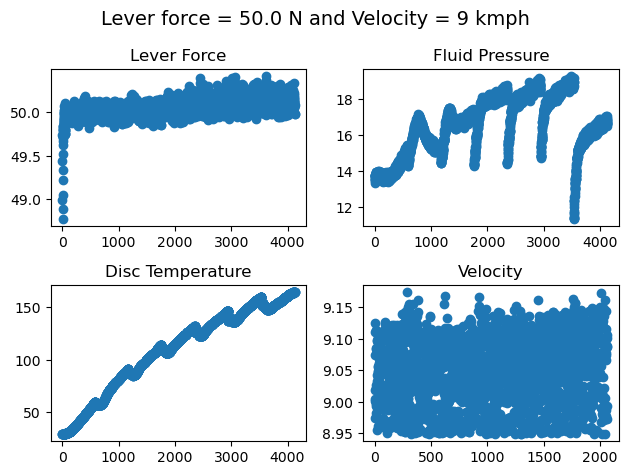 Lever force = 50.0 N and Velocity = 9 kmph
Lever Force
Fluid Pressure
50.0
49.5
49.0
0 1000 2000 3000 4000
18
16
14
12
0 1000 2000 3000 4000
Disc Temperature
Velocity
150
100
50
0 1000 2000 3000 4000
9.15
9.10
9.05
9.00
8.95
0 500 1000 1500 2000